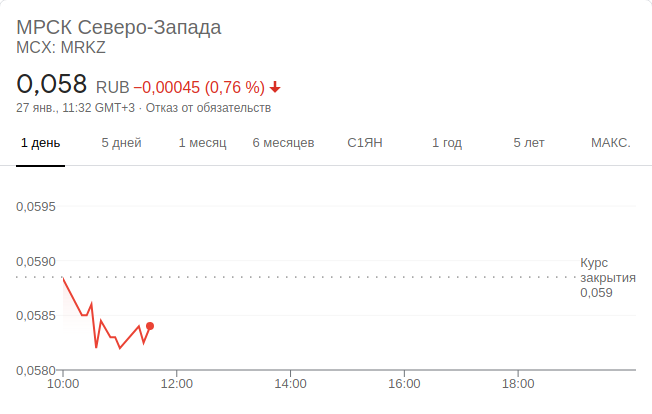 МРСК Северо-Запада
MCX: MRKZ
0,058 RUB −0,00045 (0,76 %)
27 янв., 11:32 GMT+3 · Отказ от обязательств
1 день 5 дней 1 месяц 6 месяцев С1ЯН 1 год 5 лет МАКС.
0,0595
0,0590
Курс
закрытия
0,059
0,0585
0,0580
10:00 12:00 14:00 16:00 18:00